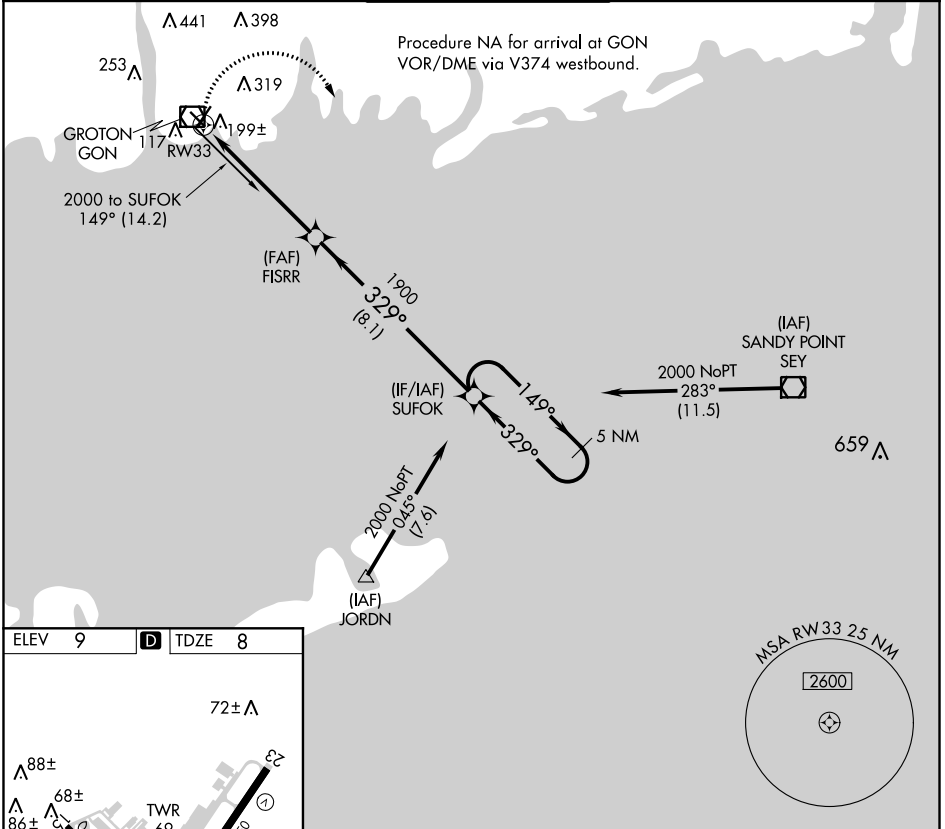 441
398
Procedure NA for arrival at GON
VOR/DME via V374 westbound.
253
319
GROTON
GON
117
199±
RW33
2000 to SUFOK
149° (14.2)
(FAF)
FISRR
1900
329°
(8.1)
(IAF)
SANDY POINT
SEY
2000 NoPT
283°
(11.5)
(IF/IAF)
SUFOK
149°
329°
5 NM
659
2000 NoPT
045°
(7.6)
(IAF)
JORDN
ELEV 9 D TDZE 8
MSA RW33 25 NM
2600
72±
23
88±
V
68±
TWR
86±